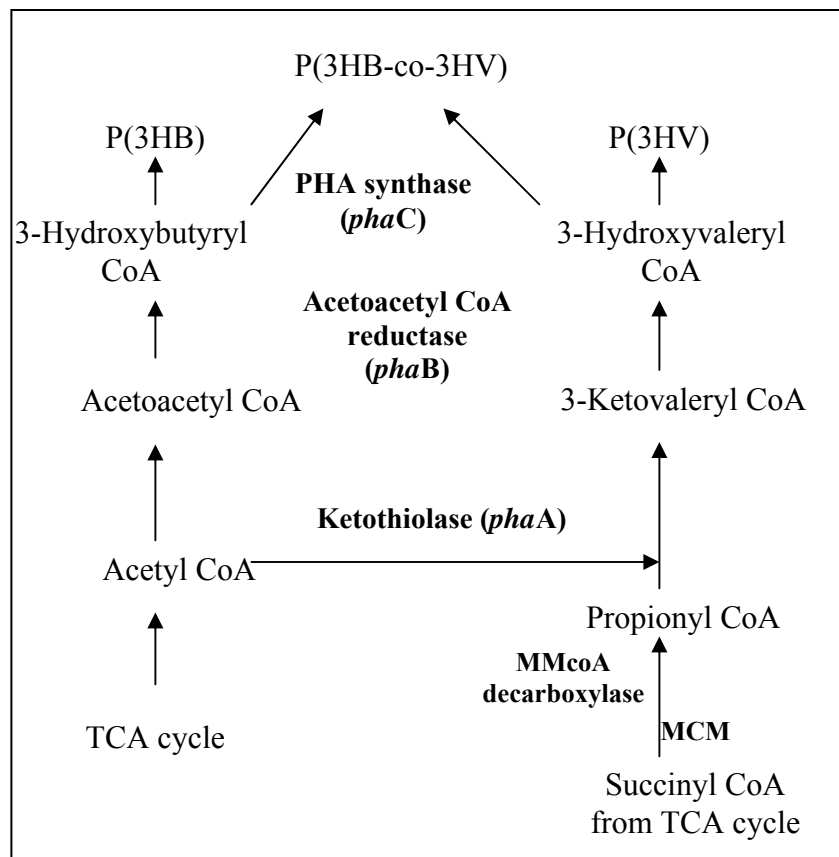 P(3HB-co-3HV)
P(3HB)
P(3HV)
PHA synthase
(phaC)
3-Hydroxybutyryl
CoA
3-Hydroxyvaleryl
CoA
Acetoacetyl CoA
reductase
(phaB)
Acetoacetyl CoA
3-Ketovaleryl CoA
Ketothiolase (phaA)
Acetyl CoA
Propionyl CoA
MMcoA
decarboxylase
TCA cycle
MCM
Succinyl CoA
from TCA cycle